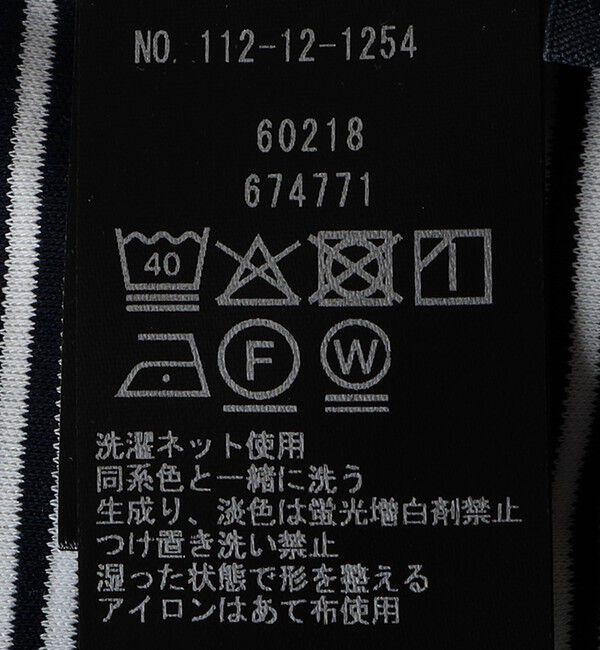 NO. 112-12-1254
60218
674771
40
F W
洗濯ネット使用
同系色と一緒に洗う
生成り、淡色は蛍光増白剤禁止
つけ置き洗い禁止
湿った状態で形を整える
アイロンはあて布使用